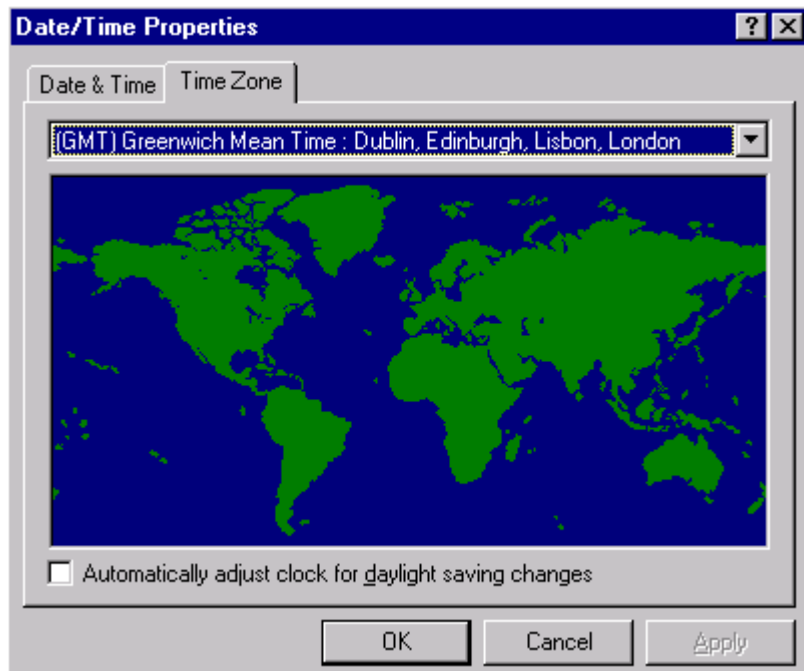 Date/Time Properties
Date & Time
Time Zone
(GMT) Greenwich Mean Time : Dublin, Edinburgh, Lisbon, London
Automatically adjust clock for daylight saving changes
OK
Cancel
Apply